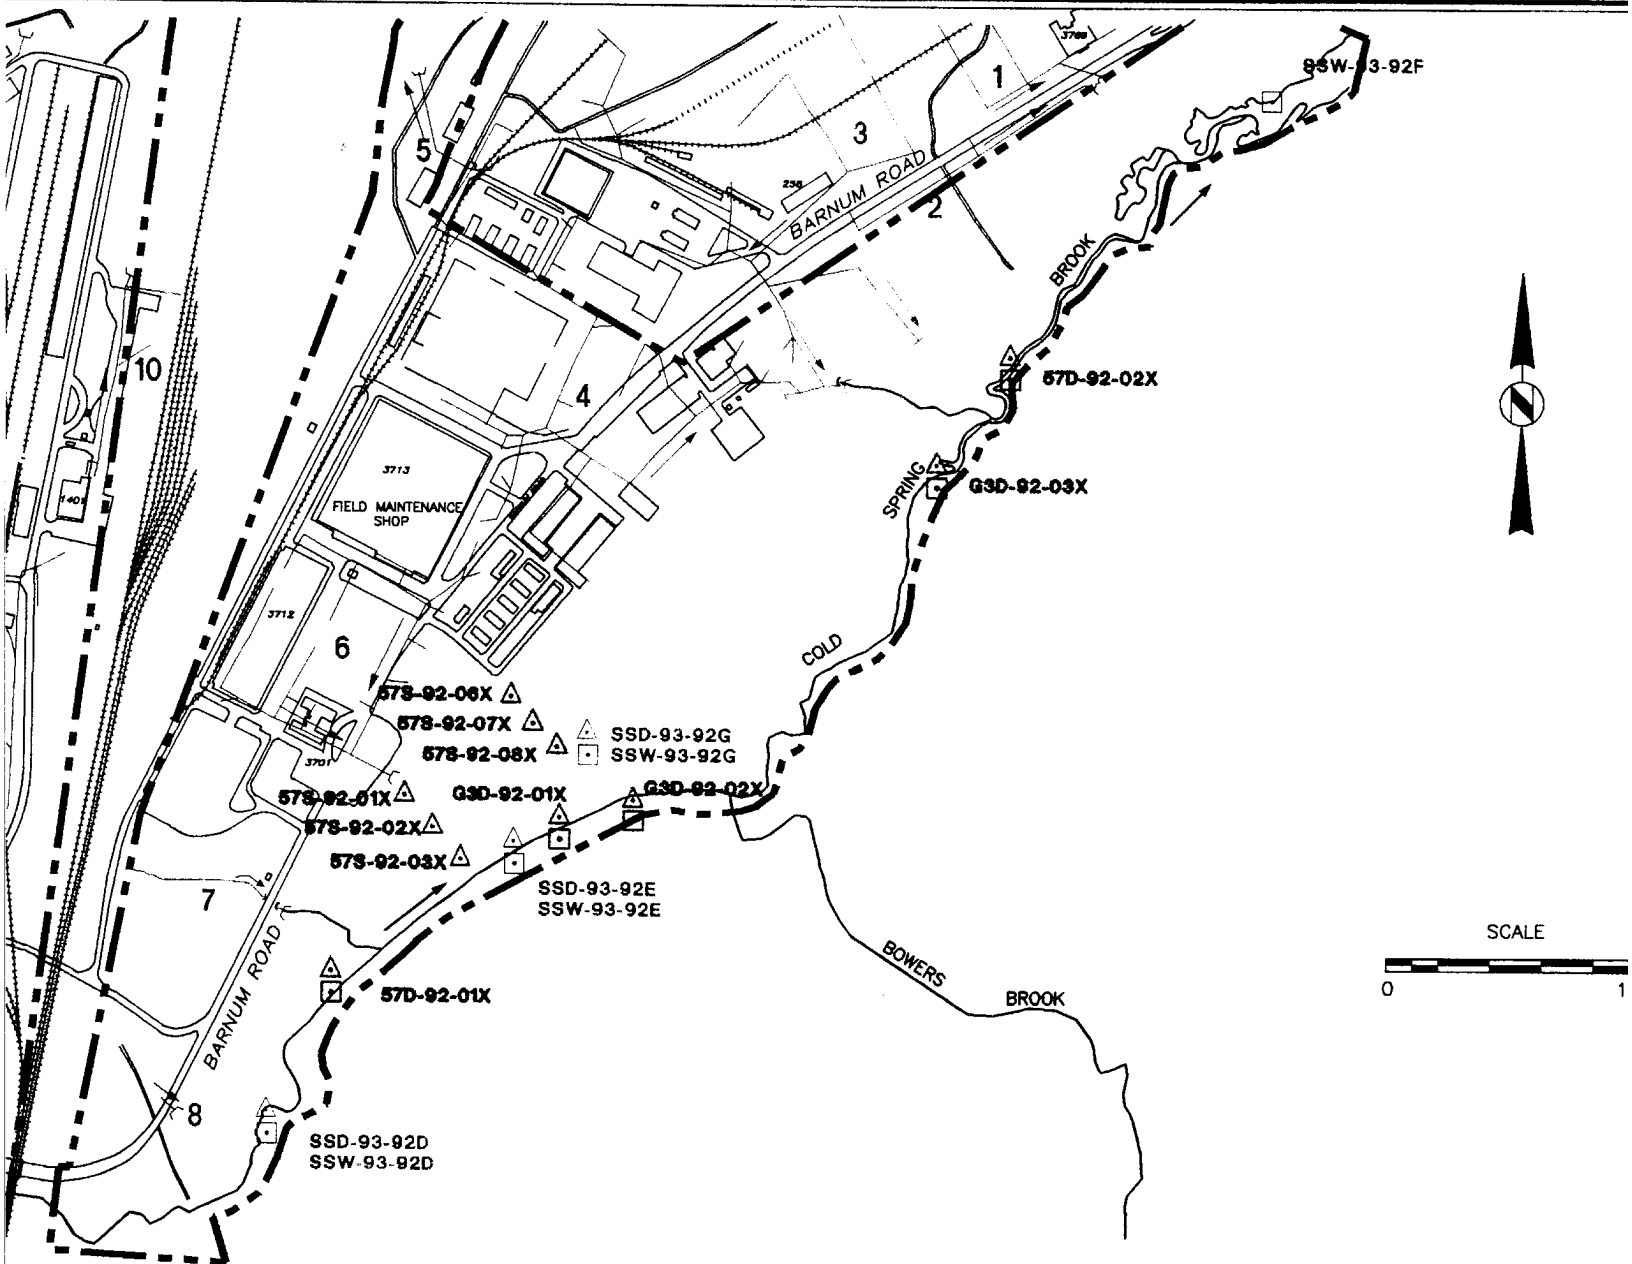 3766
SSW-93-92F
1
3
5
256
BARNUM ROAD
2
BROOK
10
57D-92-02X
4
3713
FIELD MAINTENANCE
SHOP
1401
SPRING
G3D-92-03X
3712
6
COLD
57S-92-06X
57S-92-07X
SSD-93-92G
57S-92-08X
SSW-93-92G
3701
57S-92-01X
G3D-92-01X
G3D-92-02X
57S-92-02X
57S-92-03X
SSD-93-92E
SSW-93-92E
7
SCALE
BARNUM ROAD
BOWERS
BROOK
57D-92-01X
0
1
8
SSD-93-92D
SSW-93-92D
N